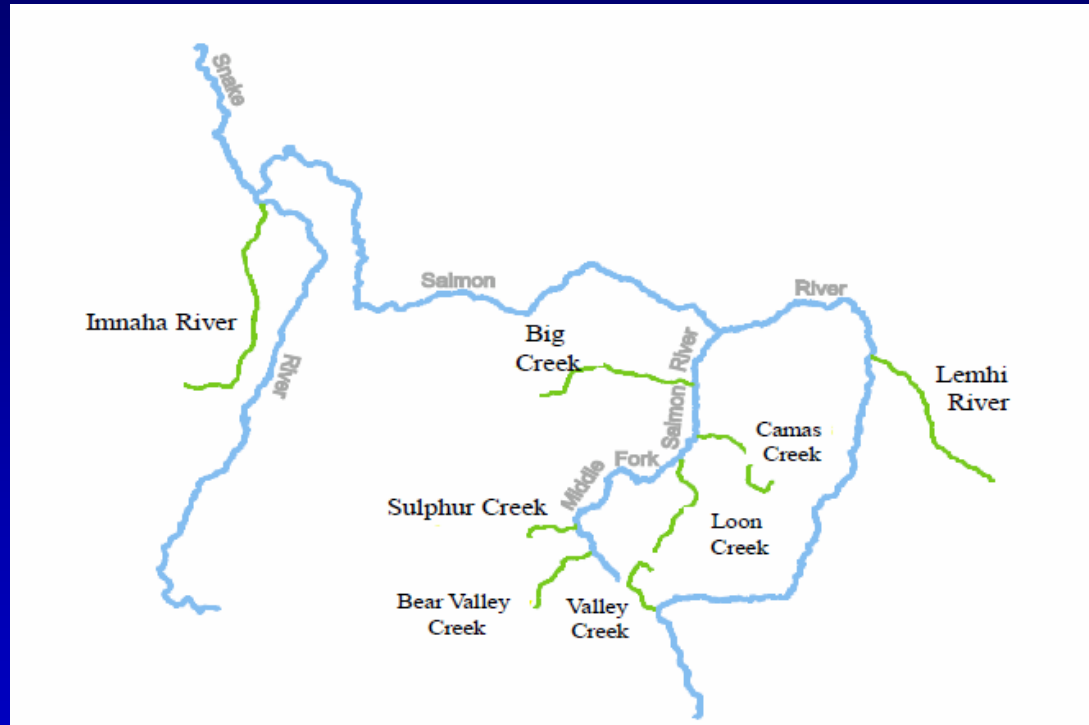 Snake
Salmon
River
Imnaha River
Big
Creek
River
Lemhi
River
River
Salmon
Camas
Creek
Fork
Middle
Sulphur Creek
Loon
Creek
Bear Valley
Creek
Valley
Creek